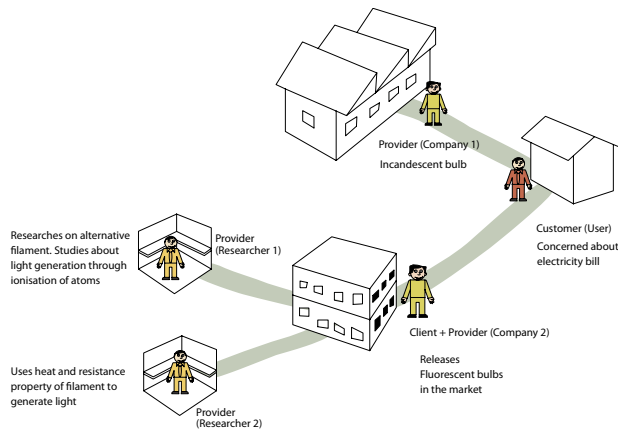 Provider (Company 1)
Incandescent bulb
Customer (User)
Concerned about
electricity bill
Researches on alternative
filament. Studies about
light generation through
ionisation of atoms
Provider
(Researcher 1)
Client + Provider (Company 2)
Releases
Fluorescent bulbs
in the market
Uses heat and resistance
property of filament to
generate light
Provider
(Researcher 2)